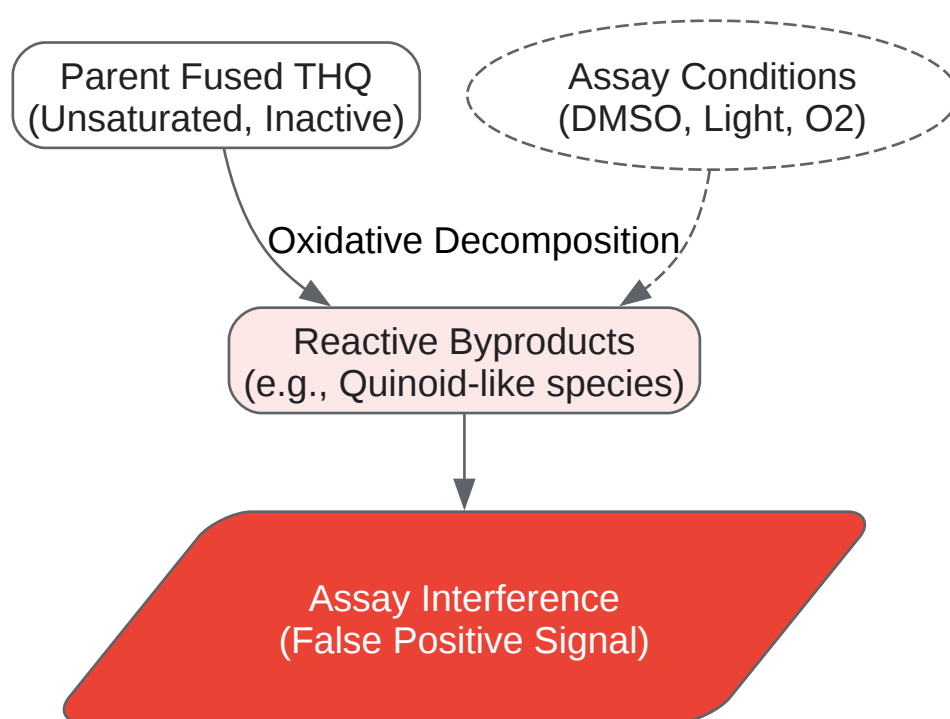 Parent Fused THQ
(Unsaturated, Inactive)
Assay Conditions
(DMSO, Light, O2)
Oxidative Decomposition
Reactive Byproducts
(e.g., Quinoid-like species)
Assay Interference
(False Positive Signal)